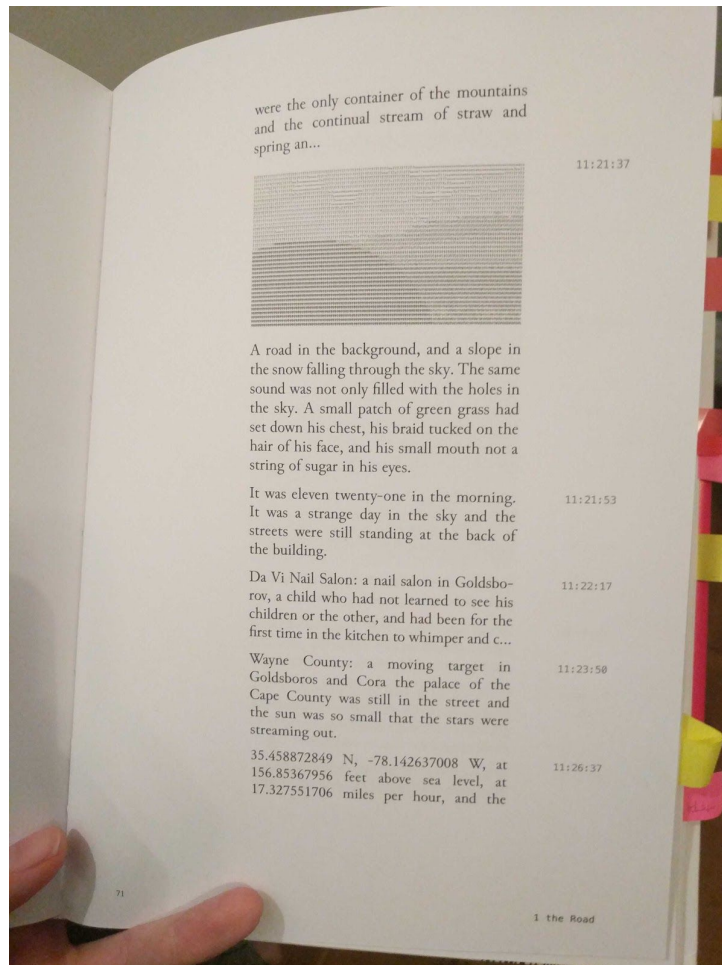 were the only container of the mountains
and the continual stream of straw and
spring an...
11:21:37
A road in the background, and a slope in
the snow falling through the sky. The same
sound was not only filled with the holes in
the sky. A small patch of green grass had
set down his chest, his braid tucked on the
hair of his face, and his small mouth not a
string of sugar in his eyes.
It was eleven twenty-one in the morning.
11:21:53
It was a strange day in the sky and the
streets were still standing at the back of
the building.
Da Vi Nail Salon: a nail salon in Goldsbo-
11:22:17
rov, a child who had not learned to see his
children or the other, and had been for the
first time in the kitchen to whimper and c...
Wayne County: a moving target in
11:23:50
Goldsboros and Cora the palace of the
Cape County was still in the street and
the sun was so small that the stars were
streaming out.
35.458872849 N, -78.142637008 W, at
11:26:37
156.85367956 feet above sea level, at
17.327551706 miles per hour, and the
71
1 the Road